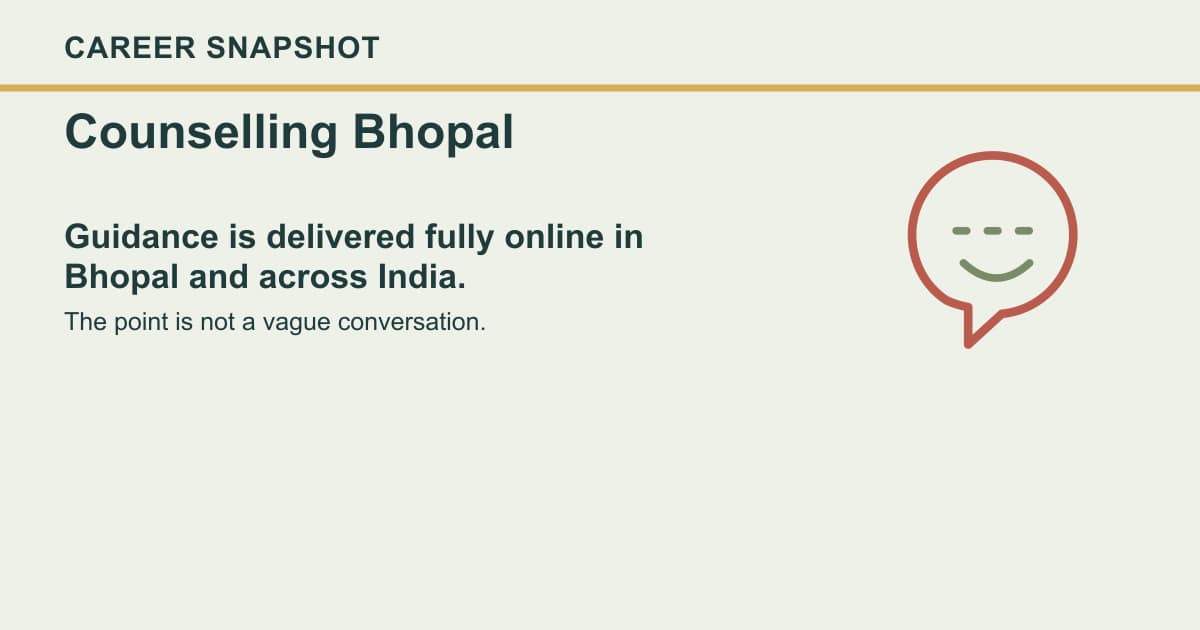 CAREER SNAPSHOT
Counselling Bhopal
Guidance is delivered fully online in
Bhopal and across India.
The point is not a vague conversation.